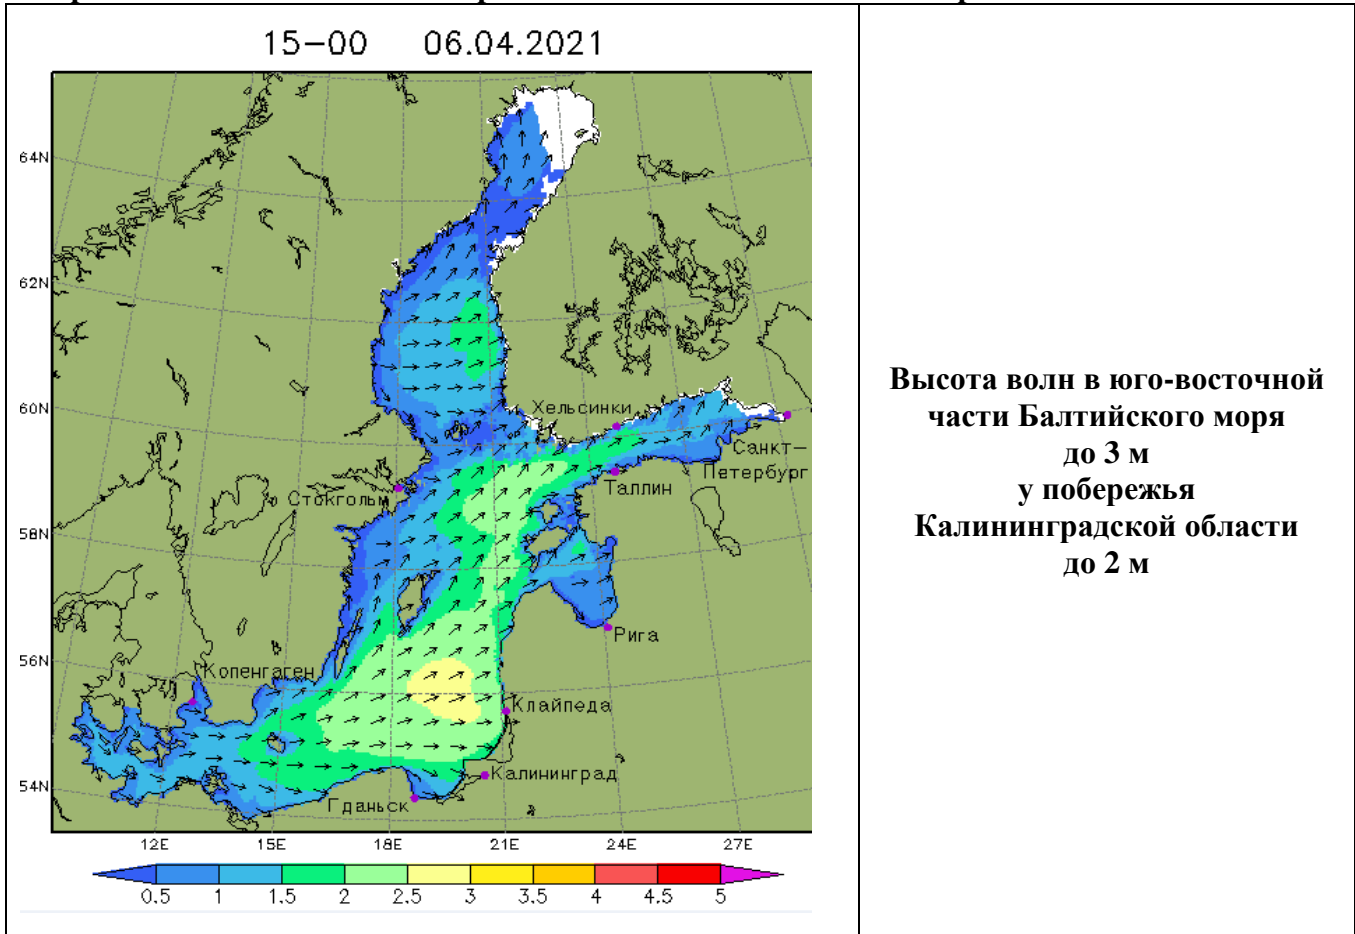 15-00 06.04.2021
64N
62N
60N
58N
56N
54N
Хельсинки
Санкт-
Петербург
Таллин
Стокгольм
Рига
Копенгаген
Клайпеда
Калининград
Гданьск
12E 15E 18E 21E 24E 27E
0.5 1 1.5 2 2.5 3 3.5 4 4.5 5
Высота волн в юго-восточной
части Балтийского моря
до 3 м
у побережья
Калининградской области
до 2 м